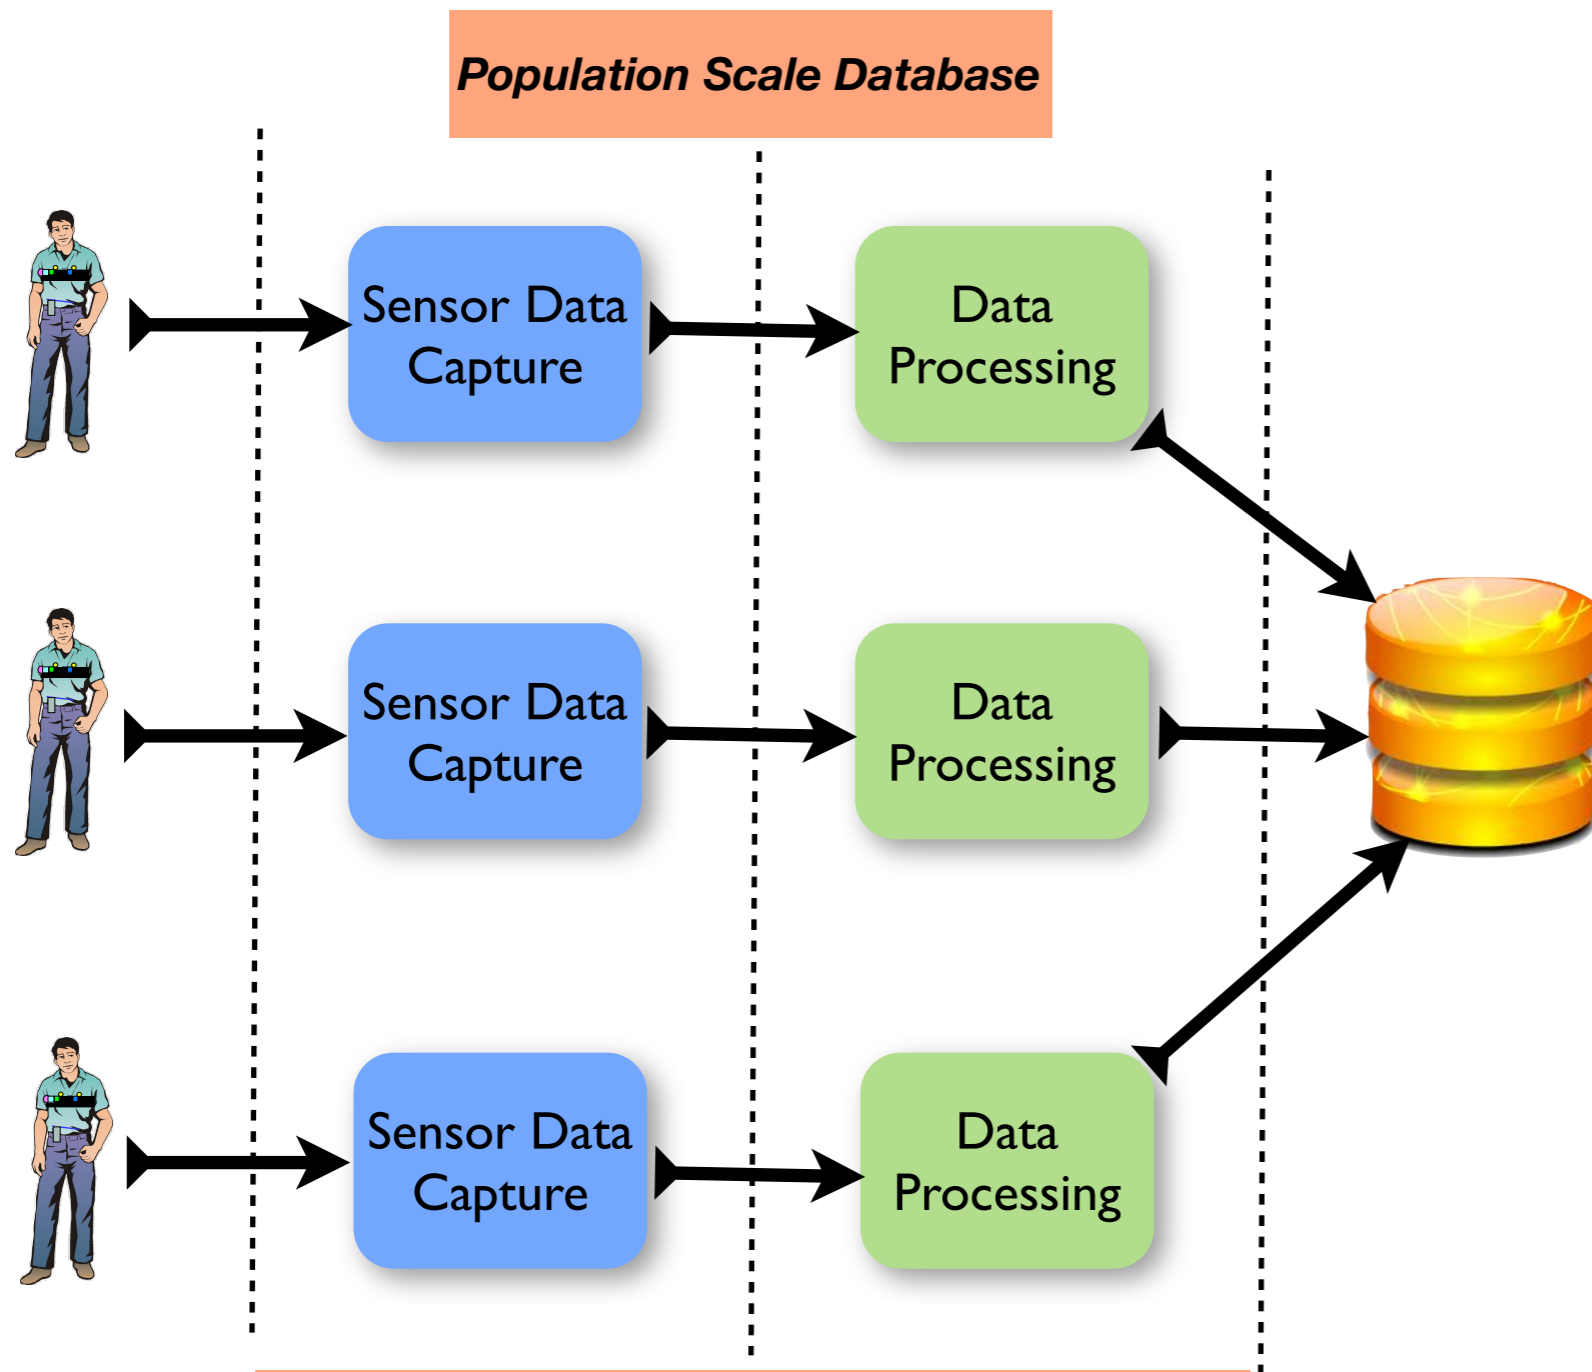 Population Scale Database
Sensor Data
Capture
Data
Processing
Sensor Data
Capture
Data
Processing
Sensor Data
Capture
Data
Processing